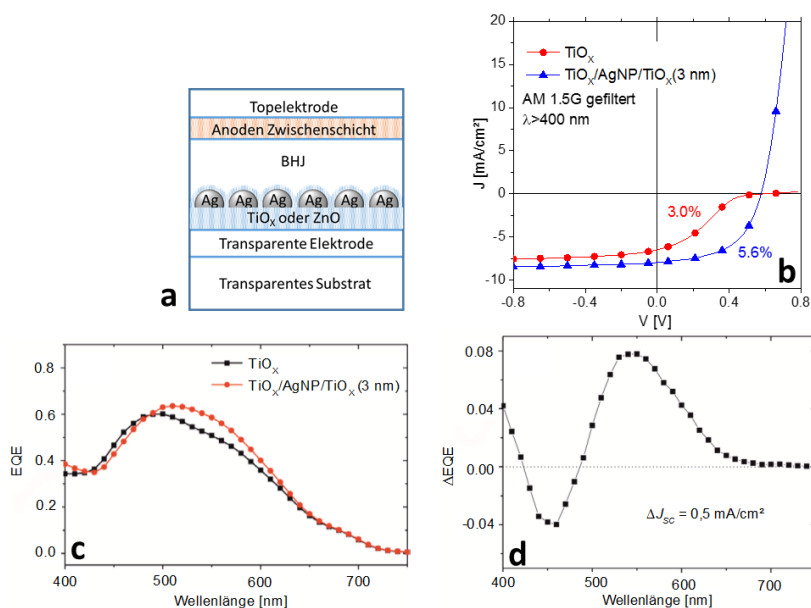 Topelektrode
Anoden Zwischenschicht
BHJ
Ag Ag Ag Ag Ag Ag
TiOₓ oder ZnO
Transparente Elektrode
Transparentes Substrat
a
20
15
10
5
0
-5
-10
J [mA/cm²]
TiOₓ
TiOₓ/AgNP/TiOₓ(3 nm)
AM 1.5G gefiltert
λ>400 nm
3.0%
5.6%
b
-0.8 -0.4 0.0 0.4 0.8
V [V]
TiOₓ
TiOₓ/AgNP/TiOₓ(3 nm)
0.8
0.6
0.4
0.2
0.0
EQE
c
400 500 600 700
Wellenlänge [nm]
0.08
0.04
0.00
-0.04
ΔEQE
ΔJSC = 0,5 mA/cm²
d
400 500 600 700
Wellenlänge [nm]